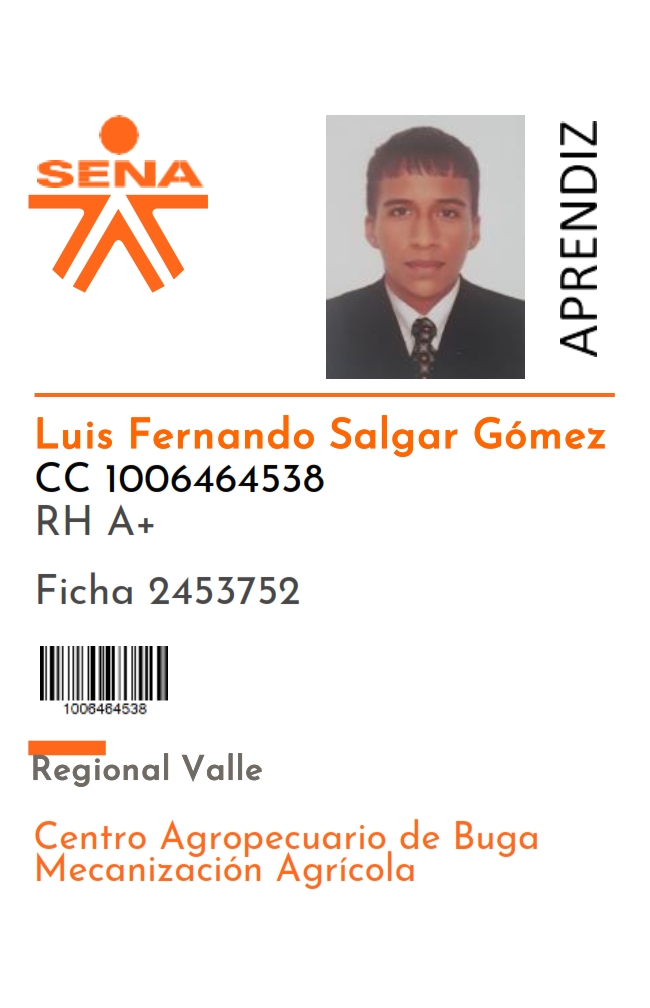 SENA
APRENDIZ
Luis Fernando Salgar Gómez
CC 1006464538
RH A+
Ficha 2453752
1006464538
Regional Valle
Centro Agropecuario de Buga
Mecanización Agrícola